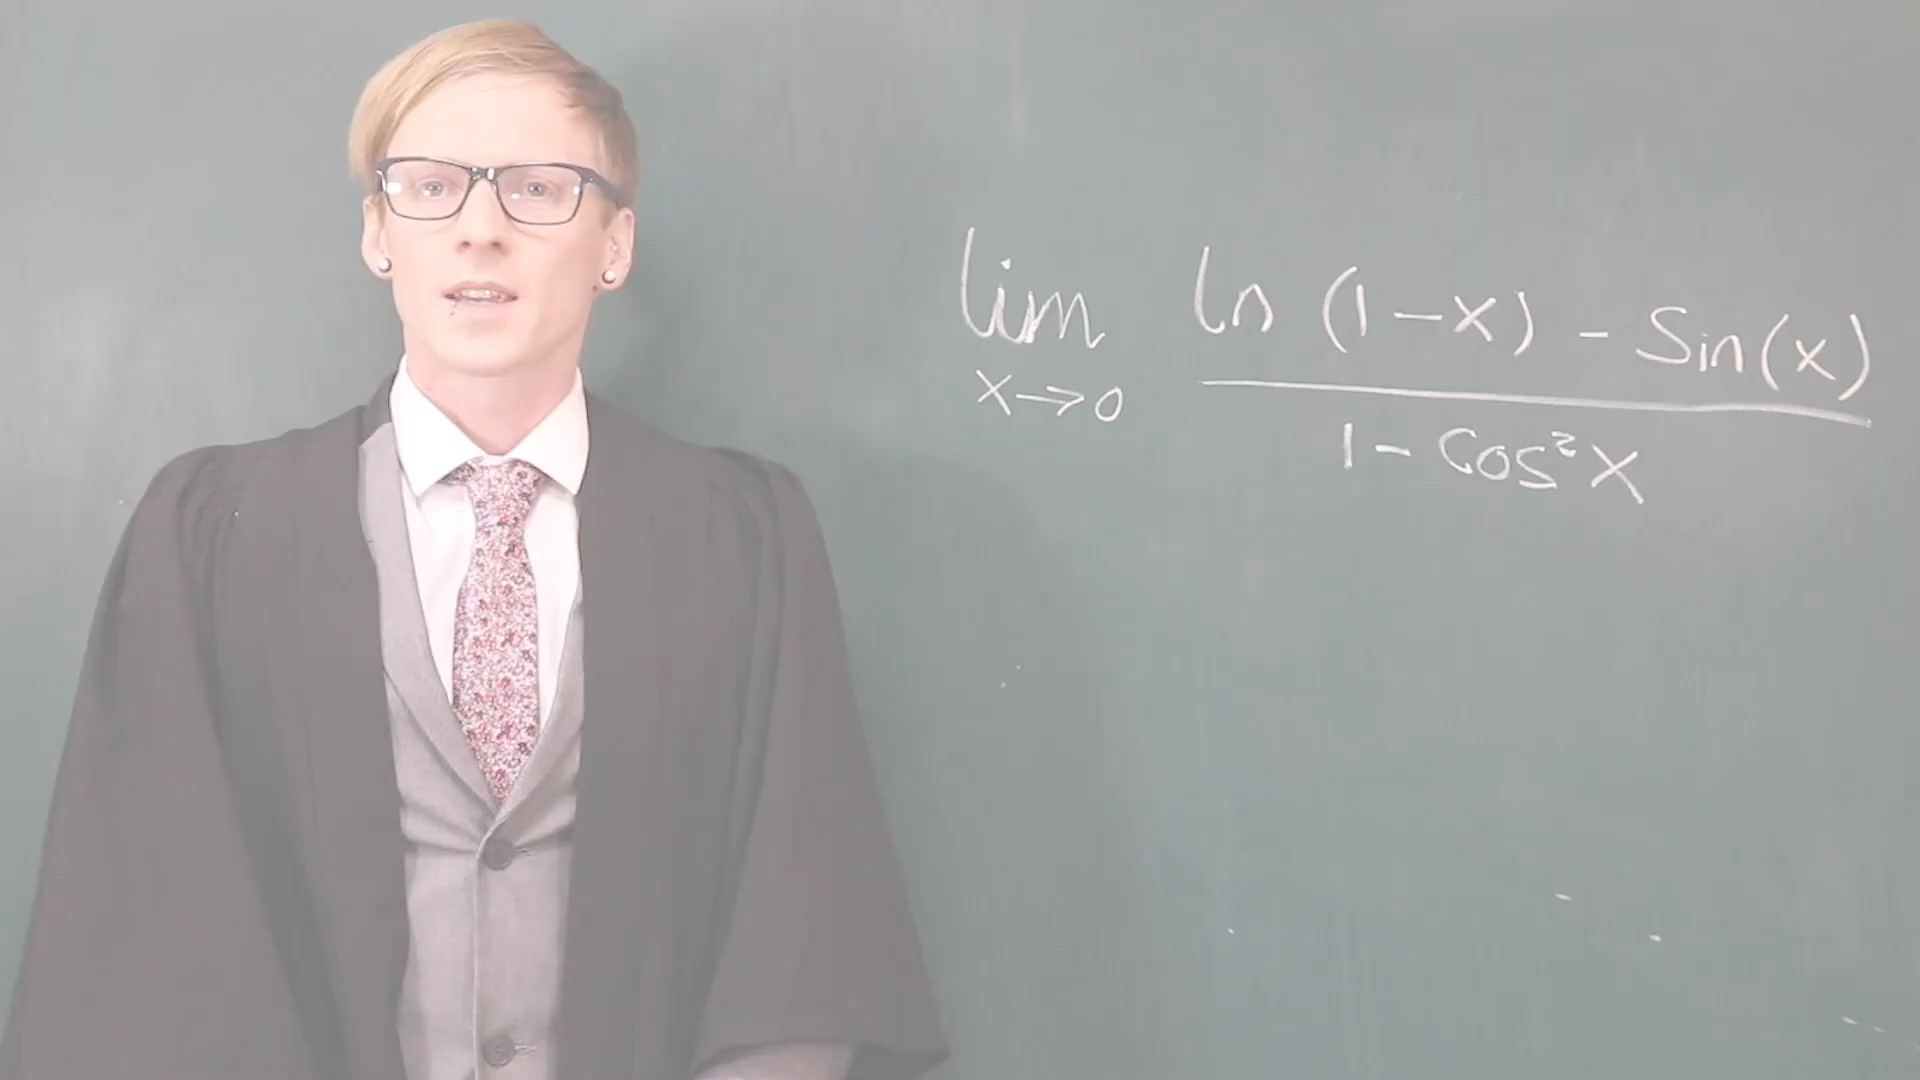 lim ln (1-x) - Sin(x)
x→0 1 - Cos²x